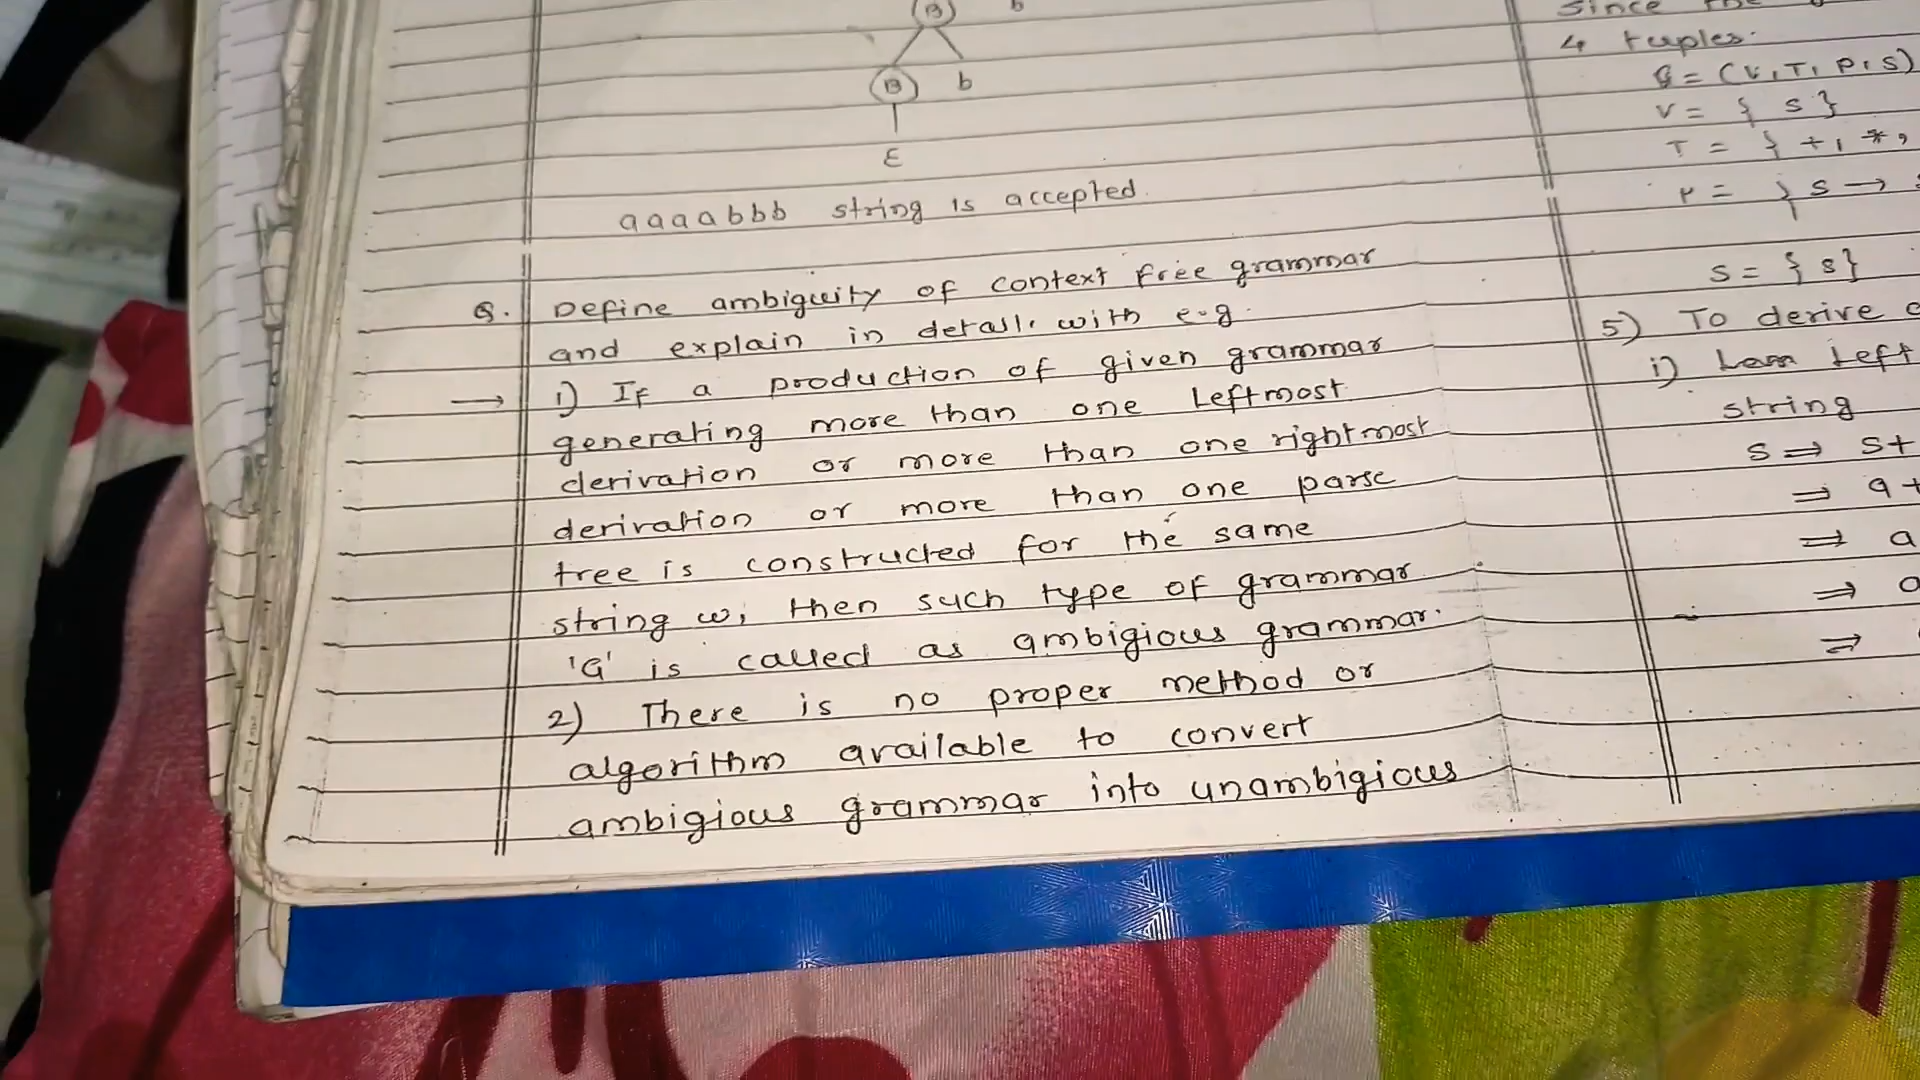 B b
B b
ε
aaaabbb string is accepted.
Q. Define ambiguity of context free grammar
and explain in detail. with e.g.
→ 1) If a production of given grammar
generating more than one leftmost
derivation or more than one rightmost
derivation or more than one parse
tree is constructed for the same
string w, then such type of grammar
'G' is called as ambigious grammar.
2) There is no proper method or
algorithm available to convert
ambigious grammar into unambigious
since the
4 tuples.
G = (V, T, P, S)
V = { S }
T = { +, *,
P = { S →
S = { S }
5) To derive
i) Left
string
S ⇒ S+
⇒ a+
⇒ a
⇒ a
⇒